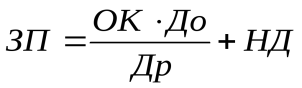 ЗП = ОК · До / Др + НД